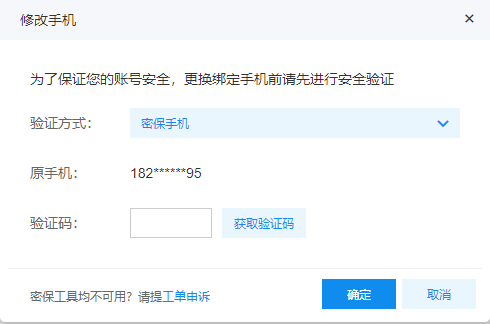 修改手机
为了保证您的账号安全，更换绑定手机前请先进行安全验证
验证方式： 密保手机
原手机： 182******95
验证码： 获取验证码
密保工具均不可用？请提工单申诉 确定 取消